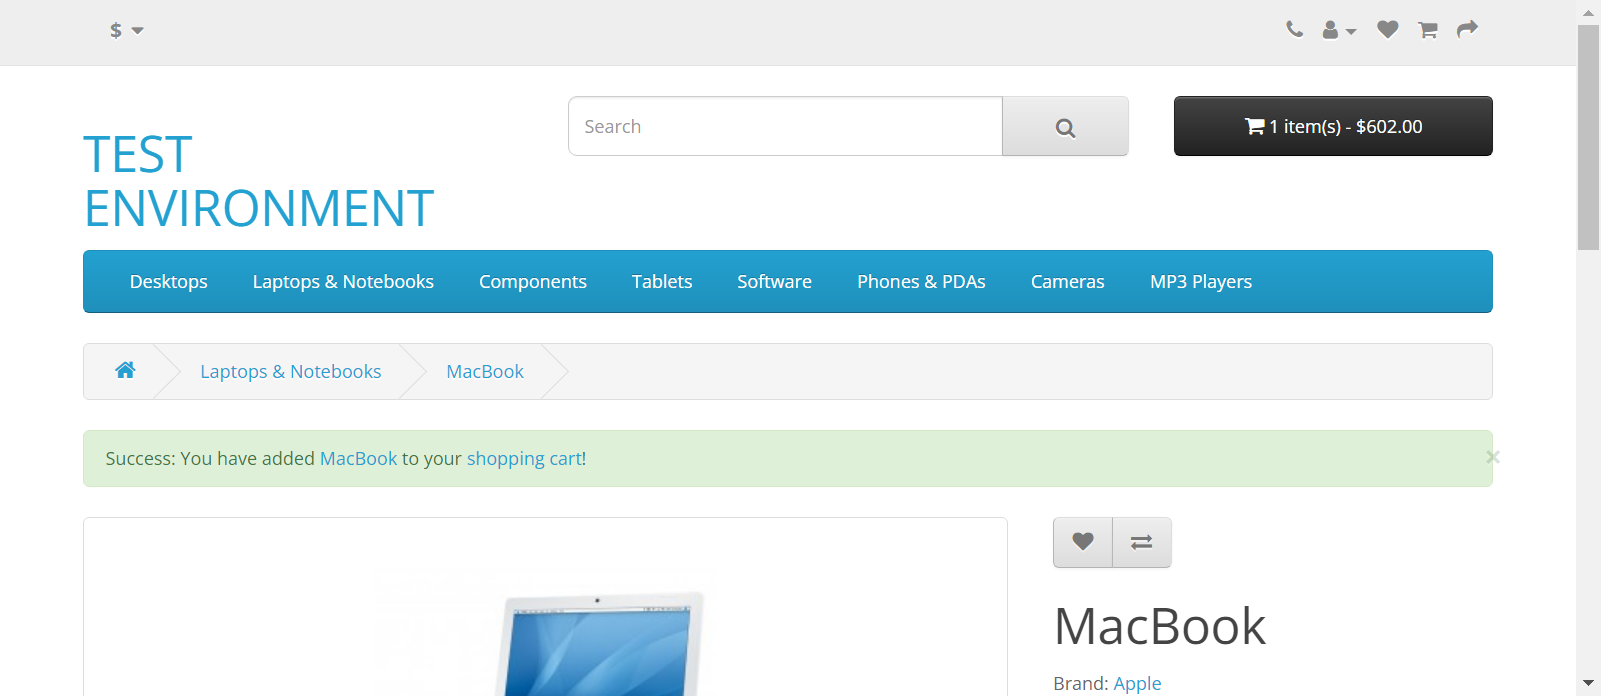 $
Search
1 item(s) - $602.00
TEST
ENVIRONMENT
Desktops Laptops & Notebooks Components Tablets Software Phones & PDAs Cameras MP3 Players
Laptops & Notebooks MacBook
Success: You have added MacBook to your shopping cart!
MacBook
Brand: Apple